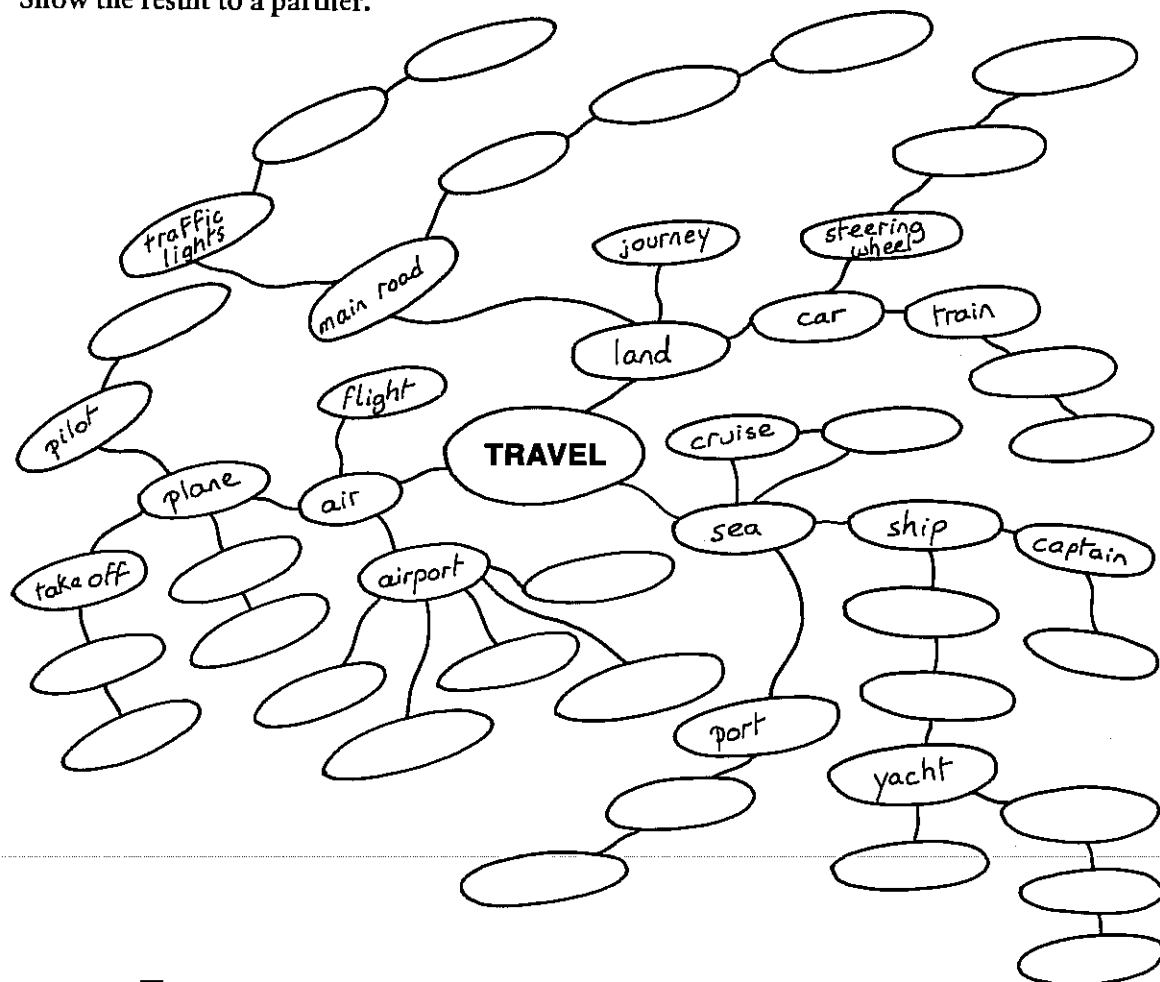 Show the result to a partner.
traffic
lights
journey
steering
wheel
main road
car
train
land
flight
pilot
TRAVEL
cruise
plane
air
sea
ship
captain
take off
airport
port
yacht